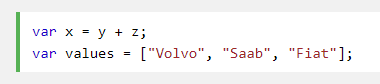 var x = y + z;
var values = ["Volvo", "Saab", "Fiat"];